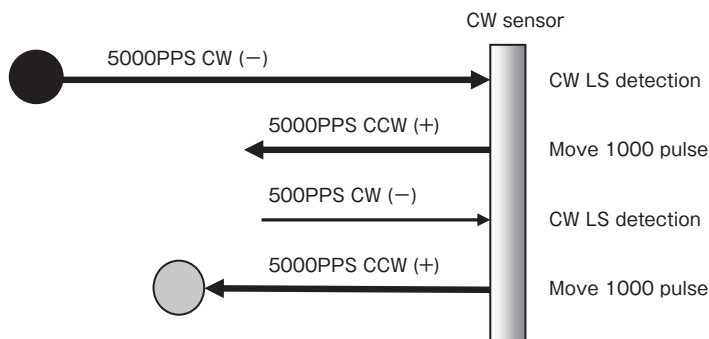 CW sensor
5000PPS CW (−)
CW LS detection
5000PPS CCW (+)
Move 1000 pulse
500PPS CW (−)
CW LS detection
5000PPS CCW (+)
Move 1000 pulse